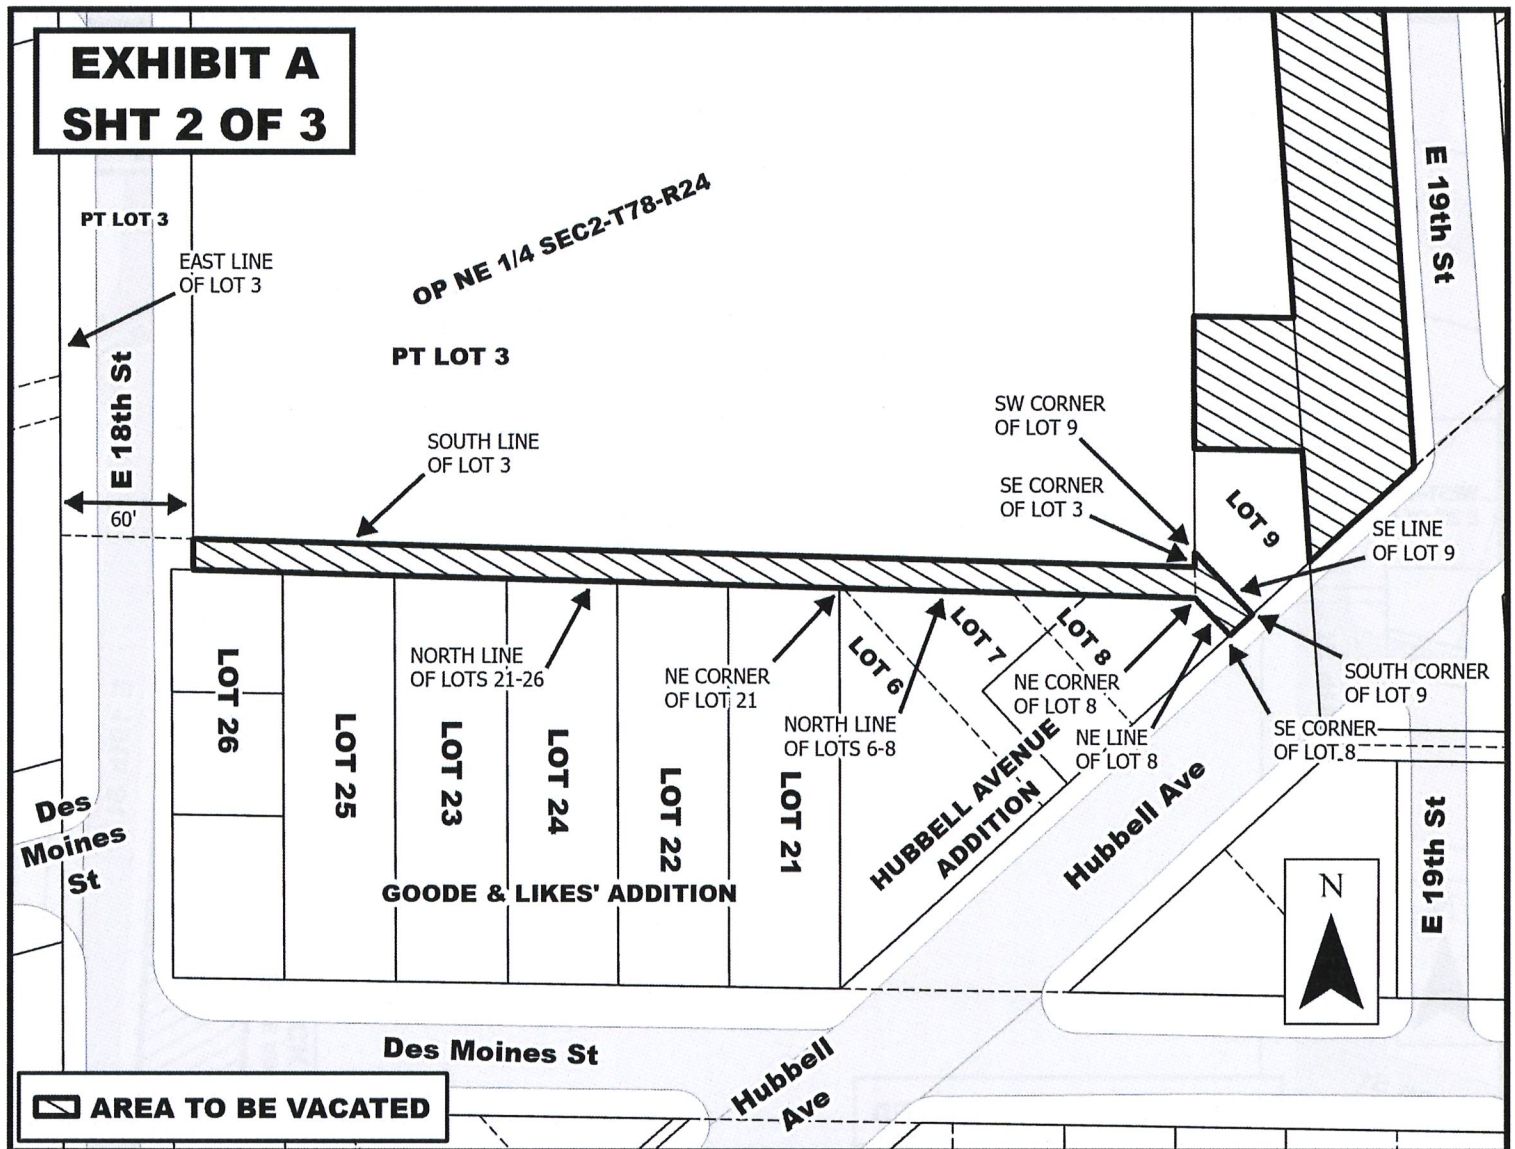 EXHIBIT A
SHT 2 OF 3
PT LOT 3
EAST LINE
OF LOT 3
OP NE 1/4 SEC2-T78-R24
PT LOT 3
E 18th St
60'
SOUTH LINE
OF LOT 3
E 19th St
SW CORNER
OF LOT 9
SE CORNER
OF LOT 3
LOT 9
SE LINE
OF LOT 9
SOUTH CORNER
OF LOT 9
SE CORNER
OF LOT 8
NE CORNER
OF LOT 8
NE LINE
OF LOT 8
NORTH LINE
OF LOTS 21-26
NE CORNER
OF LOT 21
NORTH LINE
OF LOTS 6-8
LOT 6
LOT 7
LOT 8
LOT 26
LOT 25
LOT 23
LOT 24
LOT 22
LOT 21
GOODE & LIKES' ADDITION
HUBBELL AVENUE
ADDITION
Hubbell Ave
E 19th St
N
Des
Moines
St
Des Moines St
Hubbell
Ave
AREA TO BE VACATED